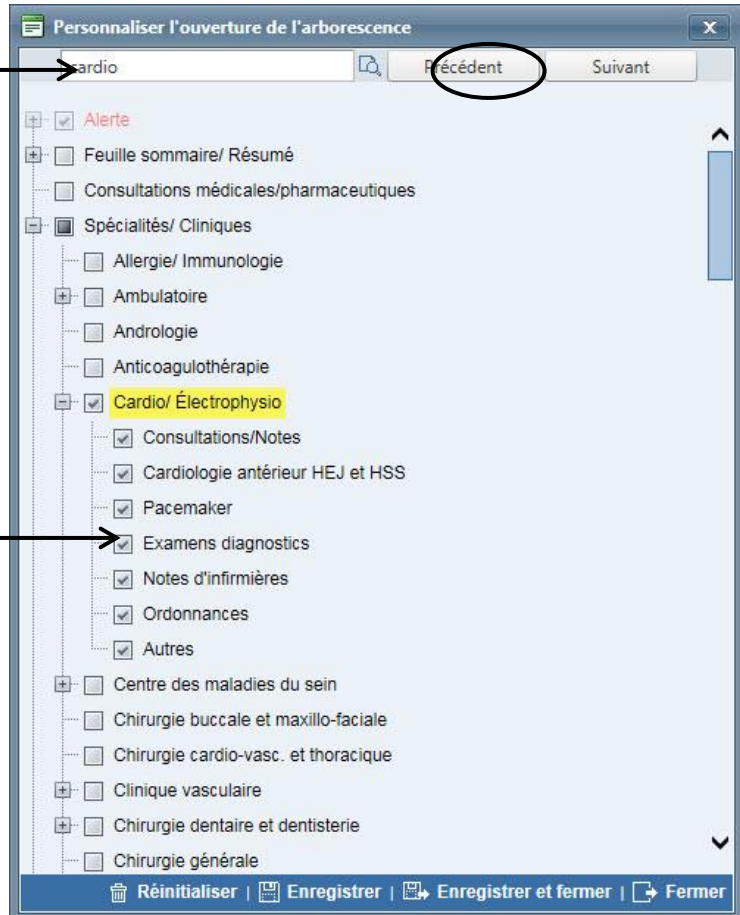 Personnaliser l'ouverture de l'arborescence x
cardio Précédent Suivant
Alerte
Feuille sommaire/ Résumé
Consultations médicales/pharmaceutiques
Spécialités/ Cliniques
Allergie/ Immunologie
Ambulatoire
Andrologie
Anticoagulothérapie
Cardio/ Électrophysio
Consultations/Notes
Cardiologie antérieur HEJ et HSS
Pacemaker
Examens diagnostics
Notes d'infirmières
Ordonnances
Autres
Centre des maladies du sein
Chirurgie buccale et maxillo-faciale
Chirurgie cardio-vasc. et thoracique
Clinique vasculaire
Chirurgie dentaire et dentisterie
Chirurgie générale
Réinitialiser | Enregistrer | Enregistrer et fermer | Fermer